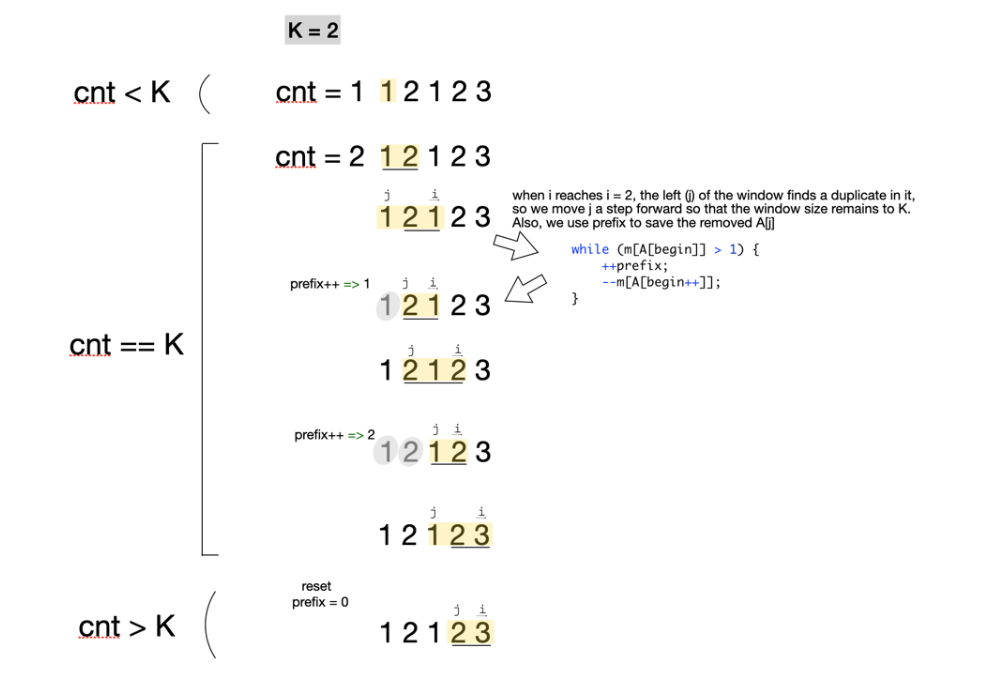 K = 2
cnt < K
cnt = 1 1 2 1 2 3
cnt = 2 1 2 1 2 3
j i
1 2 1 2 3
when i reaches i = 2, the left (j) of the window finds a duplicate in it,
so we move j a step forward so that the window size remains to K.
Also, we use prefix to save the removed A[j]
while (m[A[begin]] > 1) {
++prefix;
--m[A[begin++]];
}
prefix++ => 1
j i
1 2 1 2 3
cnt == K
j i
1 2 1 2 3
prefix++ => 2
j i
1 2 1 2 3
j i
1 2 1 2 3
cnt > K
reset
prefix = 0
j i
1 2 1 2 3